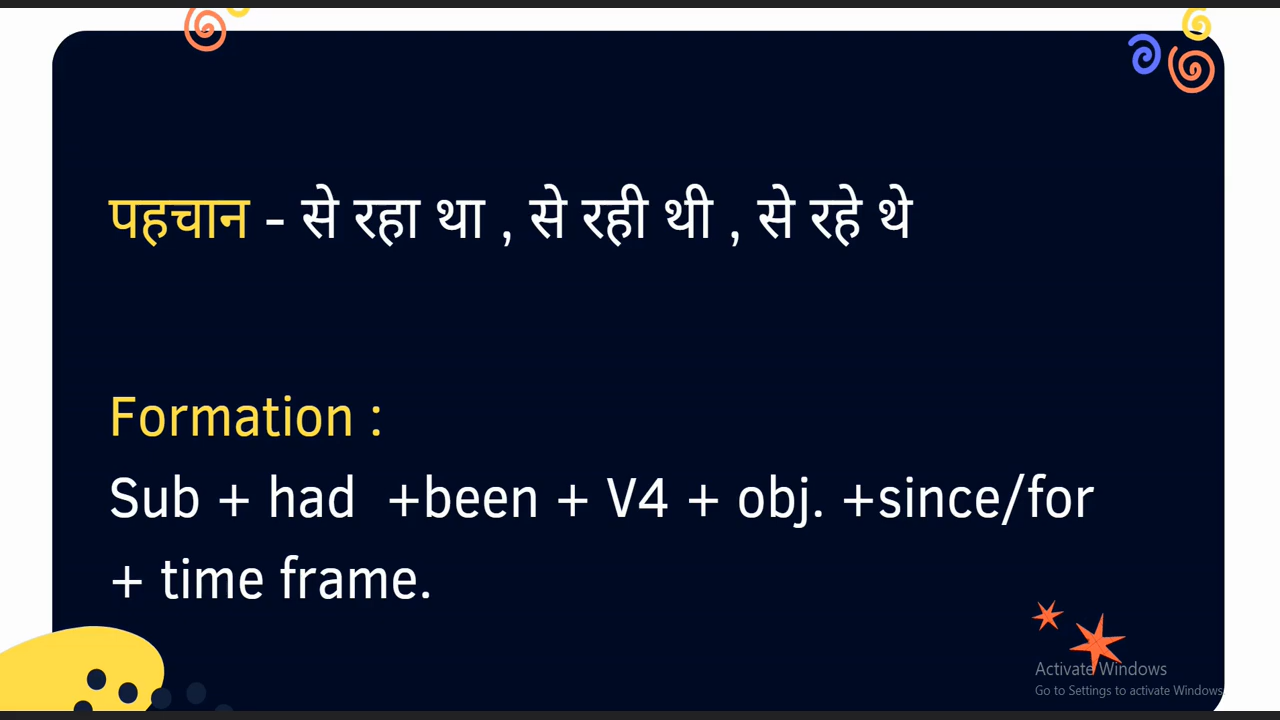 पहचान - से रहा था , से रही थी , से रहे थे
Formation :
Sub + had +been + V4 + obj. +since/for
+ time frame.
Activate Windows
Go to Settings to activate Windows.